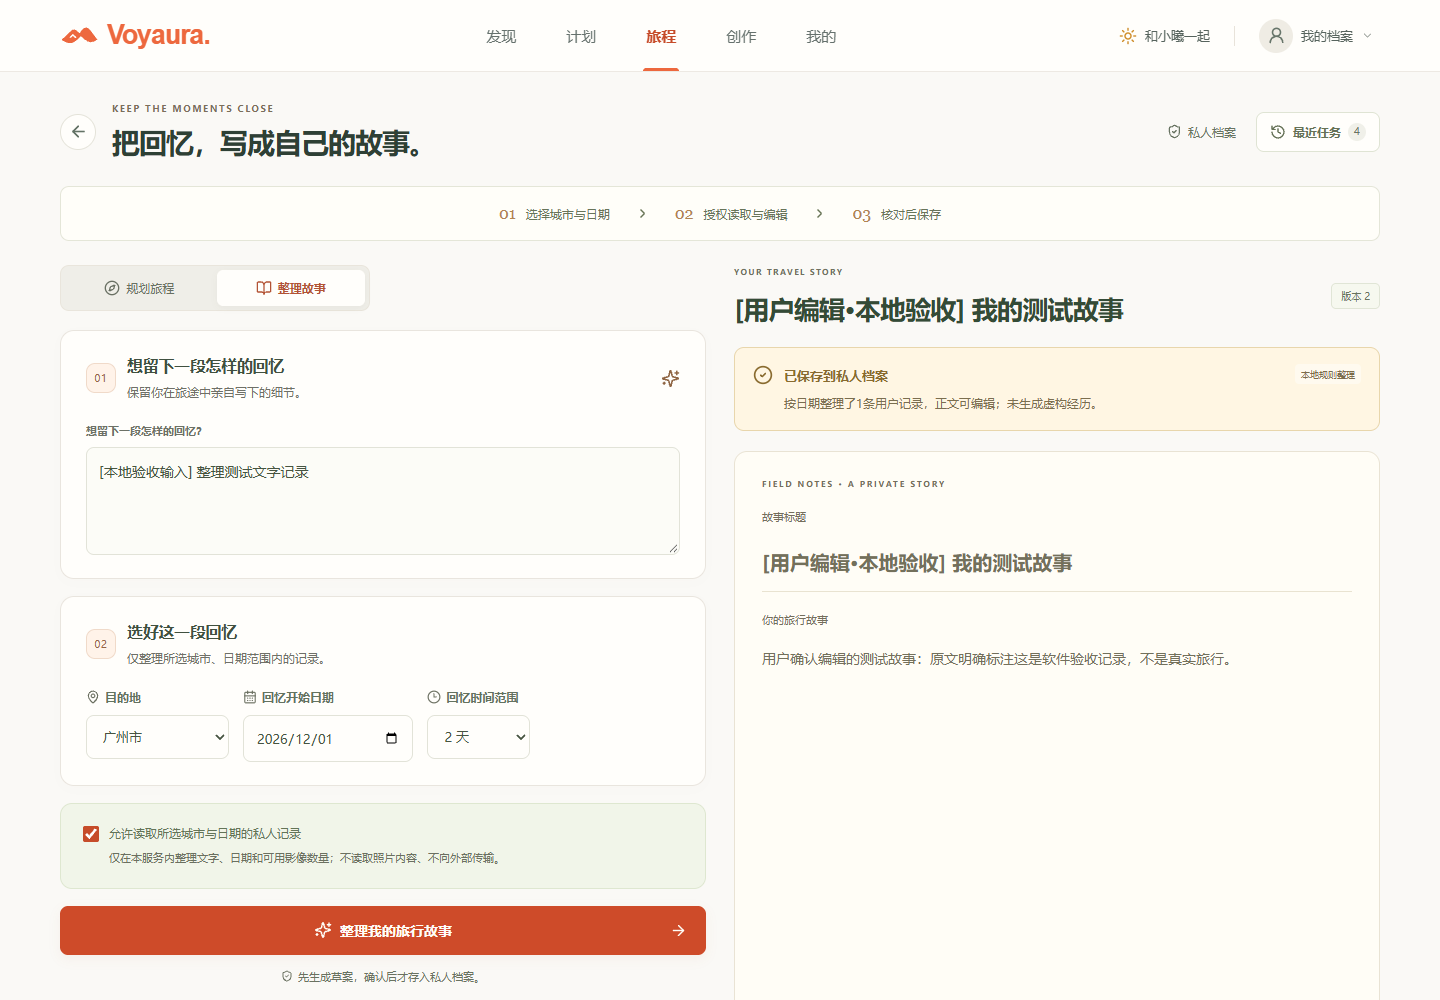 Voyaura.
发现
计划
旅程
创作
我的
和小曦一起
我的档案
KEEP THE MOMENTS CLOSE
把回忆，写成自己的故事。
私人档案
最近任务 4
01 选择城市与日期
02 授权读取与编辑
03 核对后保存
规划旅程
整理故事
01
想留下一段怎样的回忆
保留你在旅途中亲自写下的细节。
想留下一段怎样的回忆?
[本地验收输入] 整理测试文字记录
02
选好这一段回忆
仅整理所选城市、日期范围内的记录。
目的地
回忆开始日期
回忆时间范围
广州市
2026/12/01
2 天
允许读取所选城市与日期的私人记录
仅在本服务内整理文字、日期和可用影像数量；不读取照片内容、不向外部传输。
整理我的旅行故事
先生成草案，确认后才存入私人档案。
YOUR TRAVEL STORY
[用户编辑·本地验收] 我的测试故事
版本 2
已保存到私人档案
本地规则整理
按日期整理了1条用户记录，正文可编辑；未生成虚构经历。
FIELD NOTES · A PRIVATE STORY
故事标题
[用户编辑·本地验收] 我的测试故事
你的旅行故事
用户确认编辑的测试故事：原文明确标注这是软件验收记录，不是真实旅行。